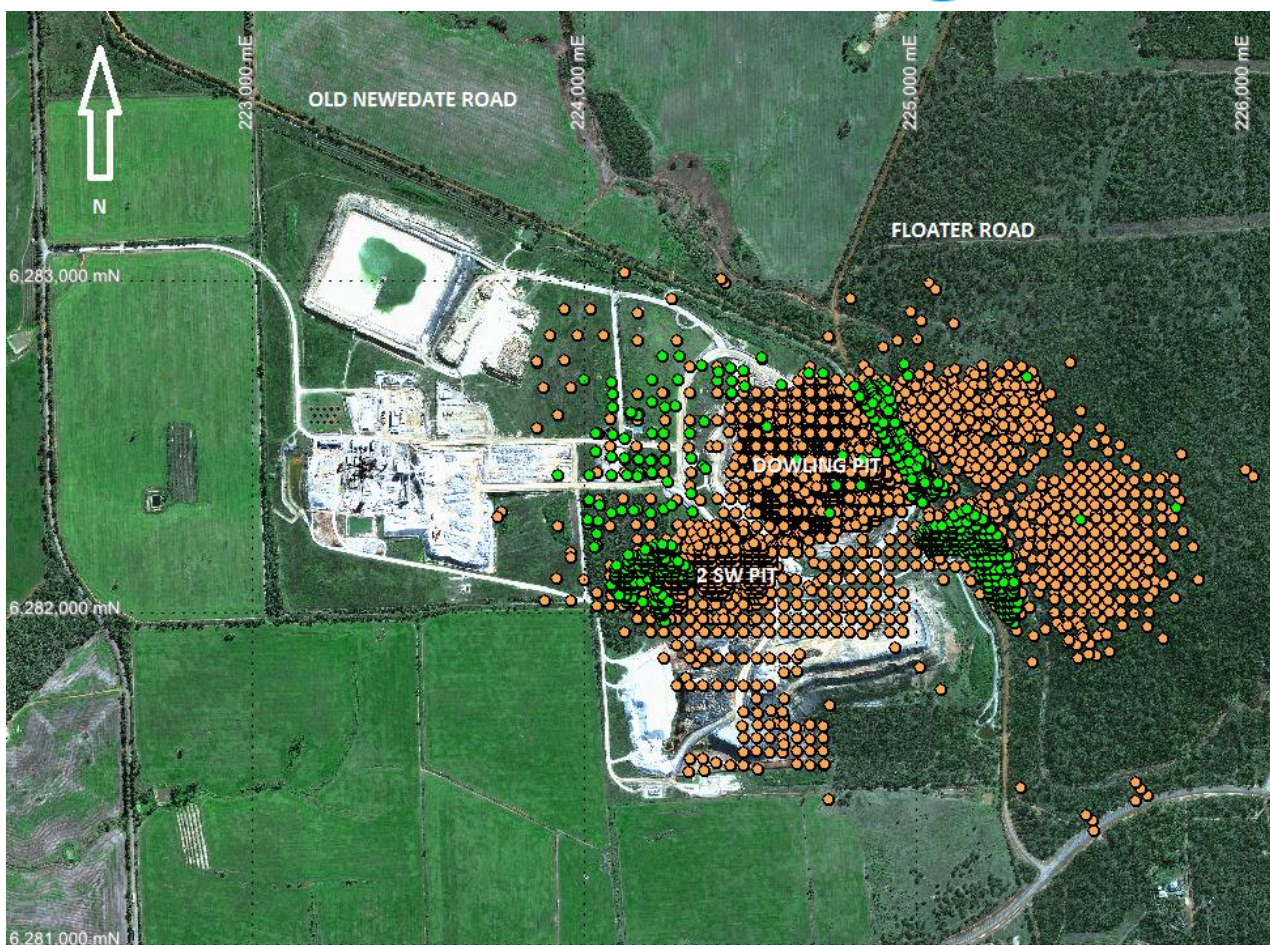 223,000 mE
224,000 mE
225,000 mE
226,000 mE
OLD NEWEDATE ROAD
N
FLOATER ROAD
6,283,000 mN
DOWLING PIT
2 SW PIT
6,282,000 mN
6,281,000 mN